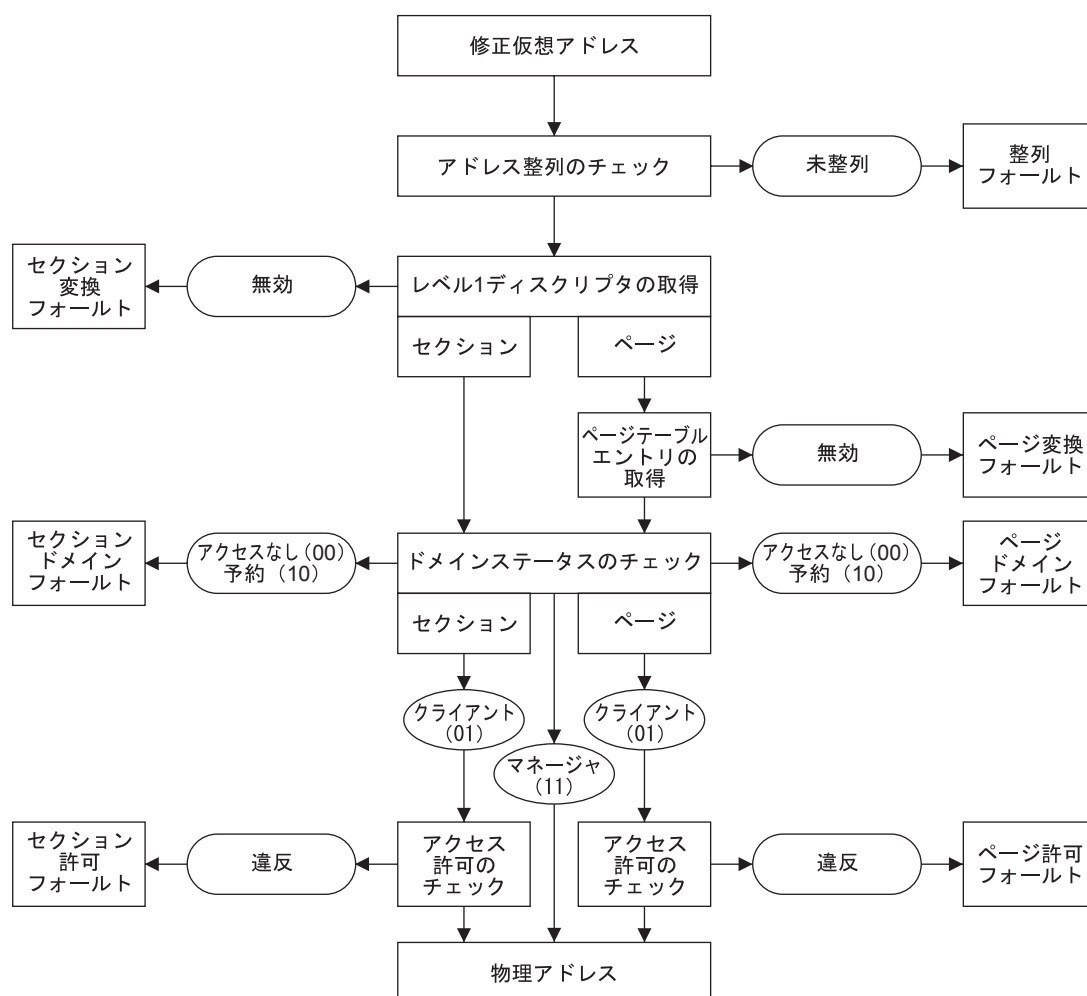 修正仮想アドレス
アドレス整列のチェック
未整列
整列
フォールト
セクション
変換
フォールト
無効
レベル1ディスクリプタの取得
セクション
ページ
ページテーブル
エントリの
取得
無効
ページ変換
フォールト
セクション
ドメイン
フォールト
アクセスなし(00)
予約(10)
ドメインステータスのチェック
アクセスなし(00)
予約(10)
ページ
ドメイン
フォールト
セクション
ページ
クライアント
(01)
クライアント
(01)
マネージャ
(11)
セクション
許可
フォールト
違反
アクセス
許可の
チェック
アクセス
許可の
チェック
違反
ページ許可
フォールト
物理アドレス